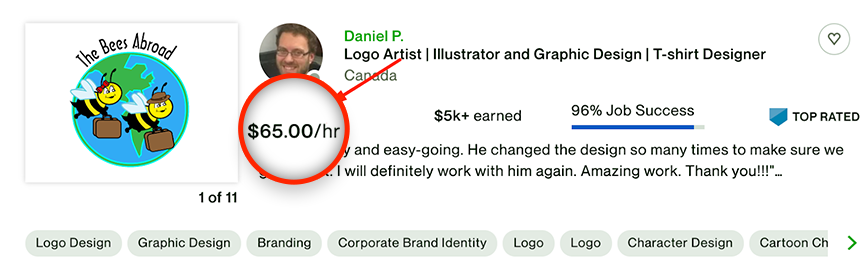 The Bees Abroad
1 of 11
Daniel P.
Logo Artist | Illustrator and Graphic Design | T-shirt Designer
Canada
$65.00/hr
$5k+ earned
96% Job Success
TOP RATED
and easy-going. He changed the design so many times to make sure we
I will definitely work with him again. Amazing work. Thank you!!!"...
Logo Design
Graphic Design
Branding
Corporate Brand Identity
Logo
Logo
Character Design
Cartoon Ch